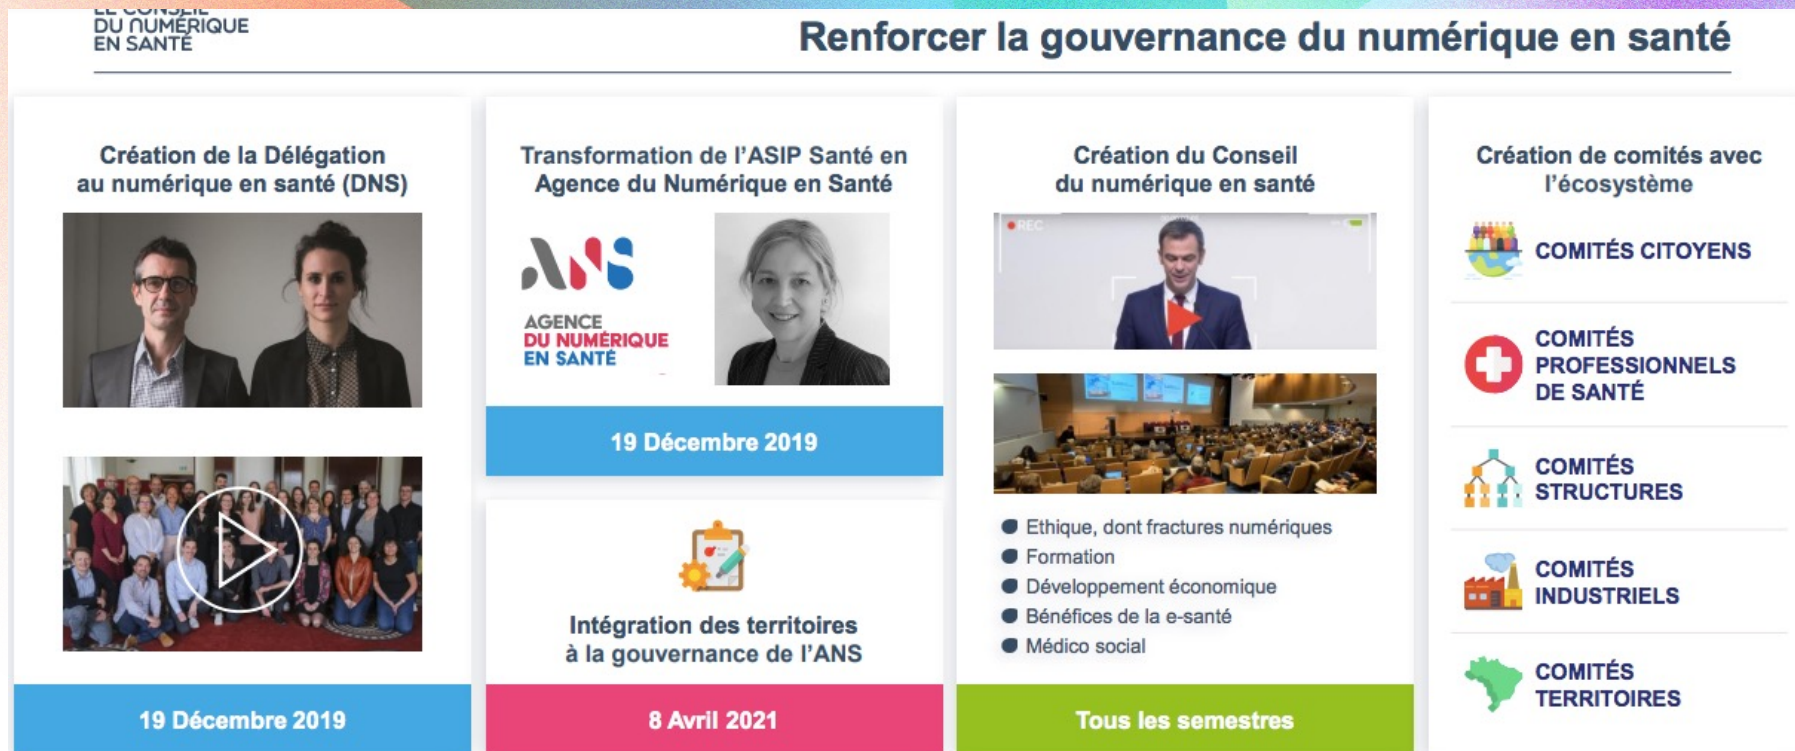 LE CONSEIL
DU NUMÉRIQUE
EN SANTÉ
Renforcer la gouvernance du numérique en santé
Création de la Délégation
au numérique en santé (DNS)
19 Décembre 2019
Transformation de l'ASIP Santé en
Agence du Numérique en Santé
ANS
AGENCE
DU NUMÉRIQUE
EN SANTÉ
19 Décembre 2019
Intégration des territoires
à la gouvernance de l'ANS
8 Avril 2021
Création du Conseil
du numérique en santé
REC
Ethique, dont fractures numériques
Formation
Développement économique
Bénéfices de la e-santé
Médico social
Tous les semestres
Création de comités avec
l'écosystème
COMITÉS CITOYENS
COMITÉS
PROFESSIONNELS
DE SANTÉ
COMITÉS
STRUCTURES
COMITÉS
INDUSTRIELS
COMITÉS
TERRITOIRES